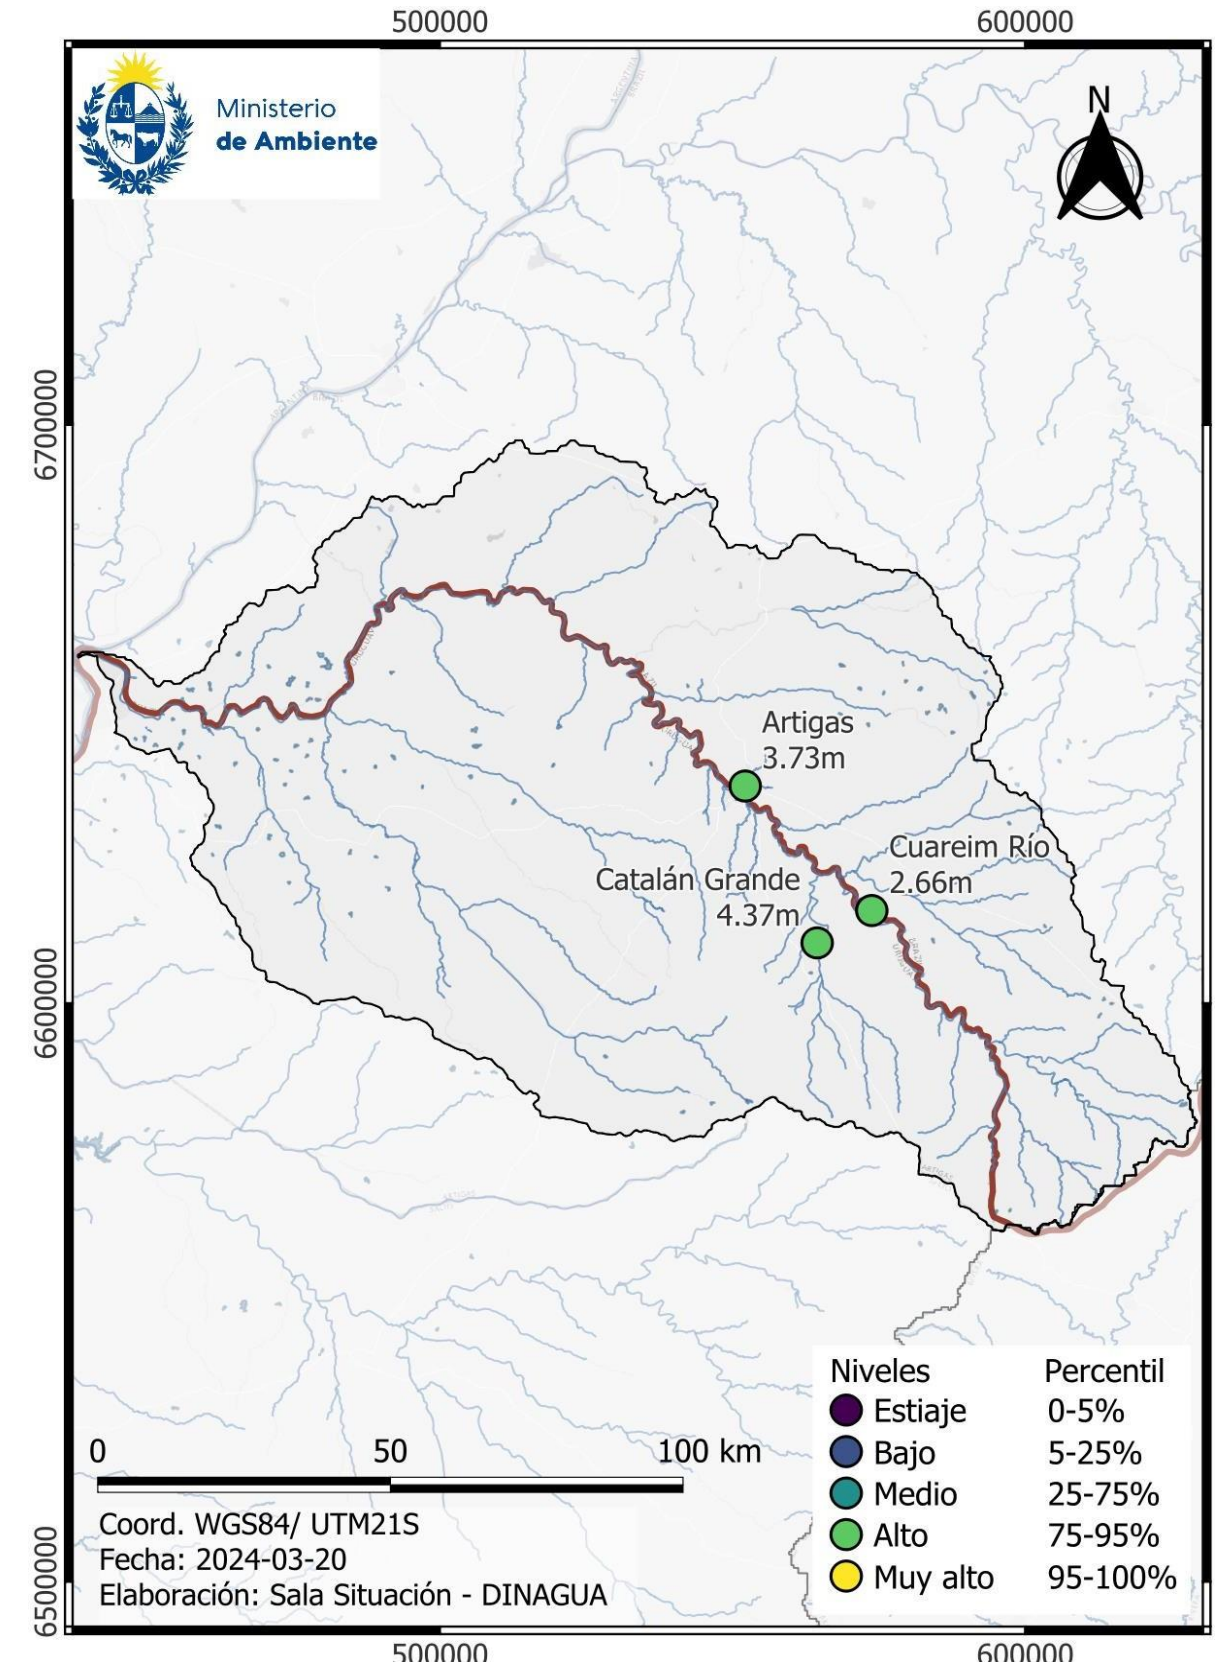 500000
600000
Ministerio
de Ambiente
N
6700000
Artigas
3.73m
Cuareim Río
2.66m
Catalán Grande
4.37m
6600000
ARTIGAS
ARTIGAS
Niveles Percentil
Estiaje 0-5%
Bajo 5-25%
Medio 25-75%
Alto 75-95%
Muy alto 95-100%
0 50 100 km
Coord. WGS84/ UTM21S
Fecha: 2024-03-20
Elaboración: Sala Situación - DINAGUA
6500000
500000
600000